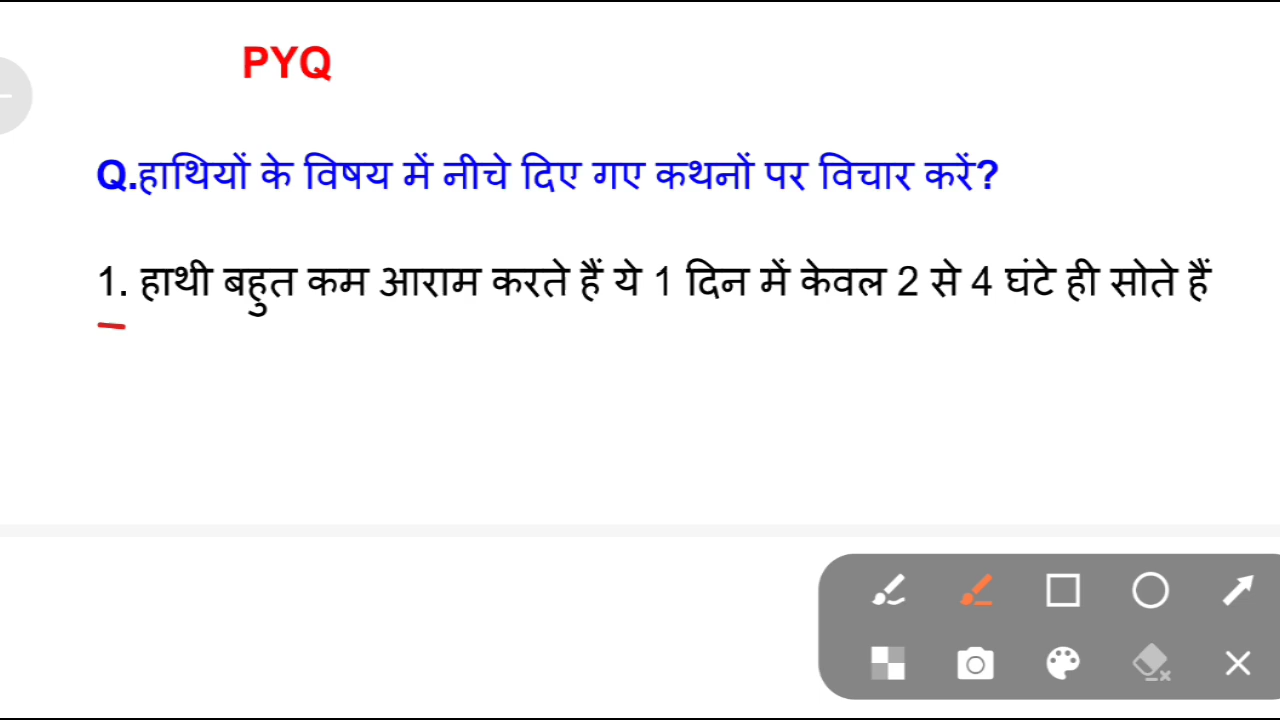 PYQ
Q.हाथियों के विषय में नीचे दिए गए कथनों पर विचार करें?
1. हाथी बहुत कम आराम करते हैं ये 1 दिन में केवल 2 से 4 घंटे ही सोते हैं